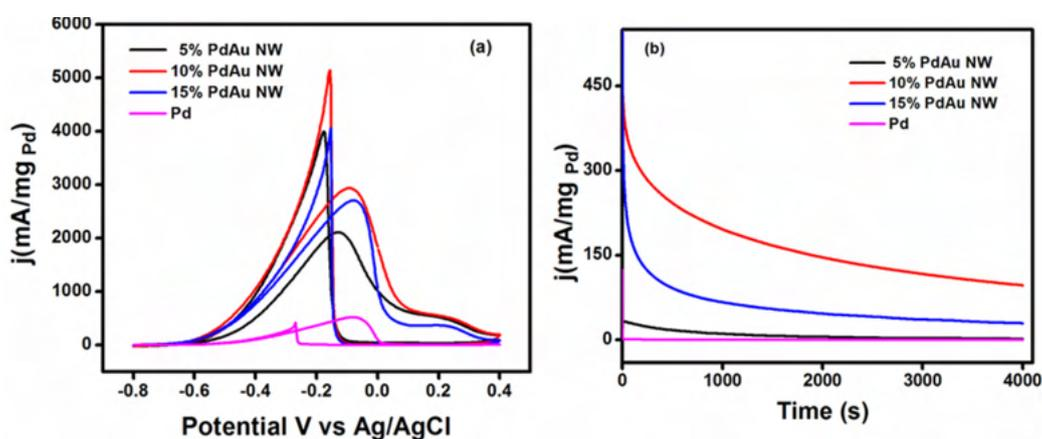 6000
5000
4000
3000
2000
1000
0
j(mA/mg Pd)
5% PdAu NW
10% PdAu NW
15% PdAu NW
Pd
(a)
-0.8 -0.6 -0.4 -0.2 0.0 0.2 0.4
Potential V vs Ag/AgCl
450
300
150
0
j(mA/mg Pd)
(b)
5% PdAu NW
10% PdAu NW
15% PdAu NW
Pd
0 1000 2000 3000 4000
Time (s)